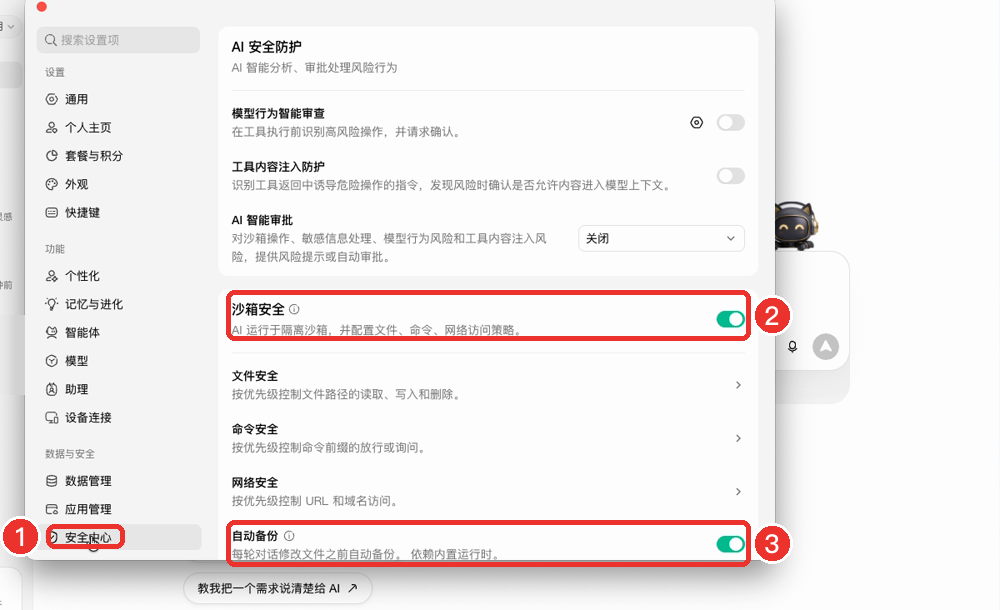 搜索设置项
设置
通用
个人主页
套餐与积分
外观
快捷键
功能
个性化
记忆与进化
智能体
模型
助理
设备连接
数据与安全
数据管理
应用管理
1
安全中心
AI 安全防护
AI 智能分析、审批处理风险行为
模型行为智能审查
在工具执行前识别高风险操作，并请求确认。
工具内容注入防护
识别工具返回中诱导危险操作的指令，发现风险时确认是否允许内容进入模型上下文。
AI 智能审批
对沙箱操作、敏感信息处理、模型行为风险和工具内容注入风
险，提供风险提示或自动审批。
关闭
沙箱安全
AI 运行于隔离沙箱，并配置文件、命令、网络访问策略。
2
文件安全
按优先级控制文件路径的读取、写入和删除。
命令安全
按优先级控制命令前缀的放行或询问。
网络安全
按优先级控制 URL 和域名访问。
自动备份
每轮对话修改文件之前自动备份。 依赖内置运行时。
3
教我把一个需求说清楚给 AI